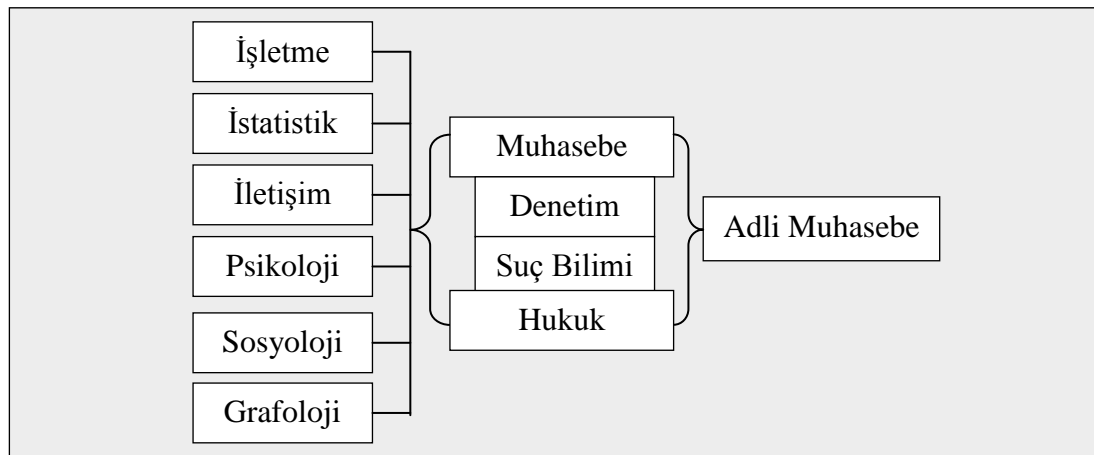 İşletme
İstatistik
İletişim
Psikoloji
Sosyoloji
Grafoloji
Muhasebe
Denetim
Suç Bilimi
Hukuk
Adli Muhasebe